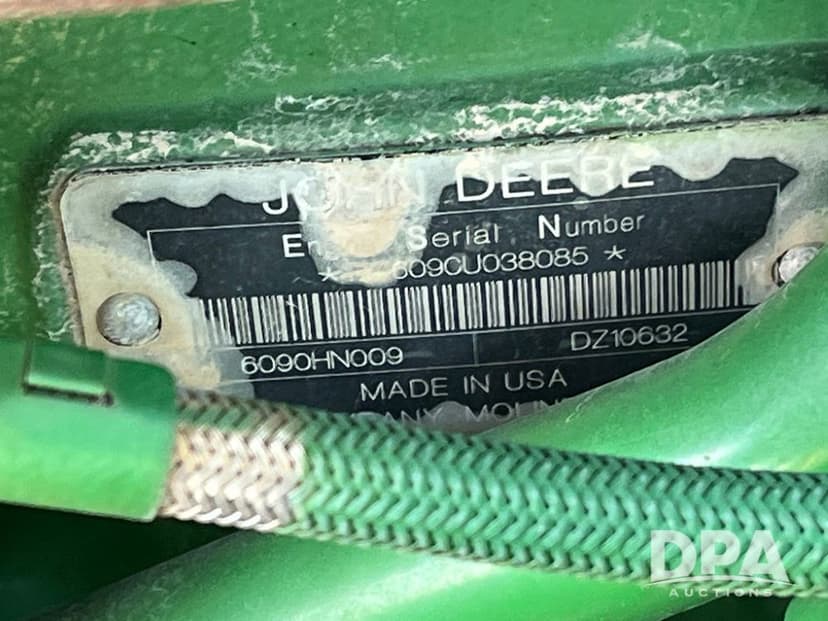 JOHN DEERE
Serial Number
* 609CU038085 *
6090HN009 DZ10632
MADE IN USA
DPA
AUCTIONS